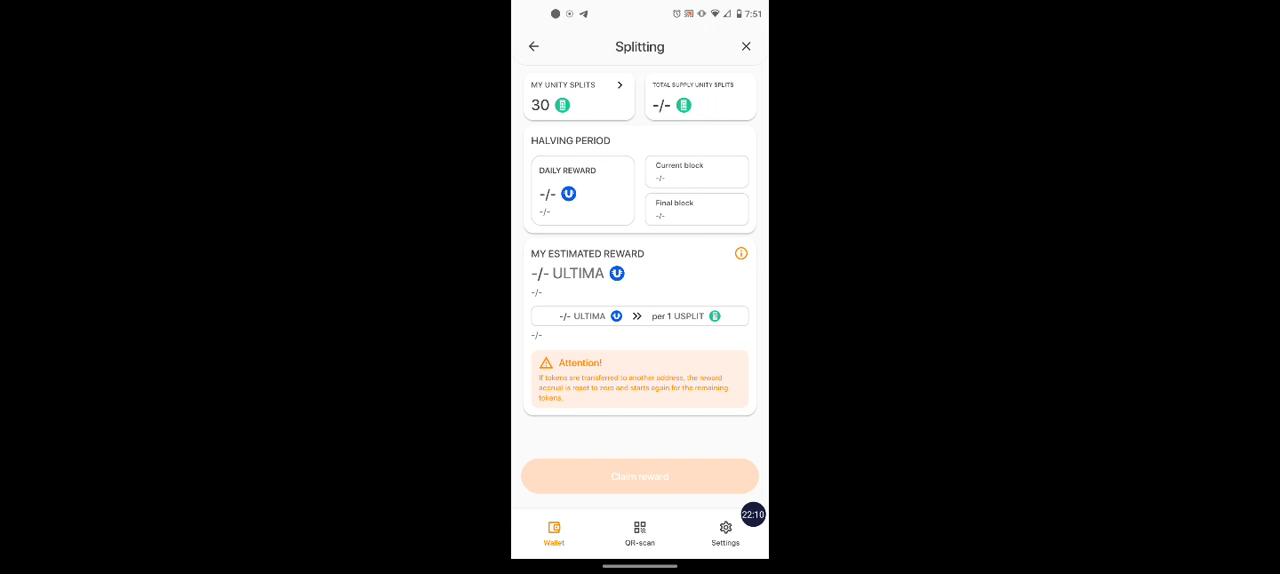 7:51
Splitting
MY UNITY SPLITS
30
TOTAL SUPPLY UNITY SPLITS
-/-
HALVING PERIOD
DAILY REWARD
-/-
-/-
Current block
-/-
Final block
-/-
MY ESTIMATED REWARD
-/- ULTIMA
-/-
-/- ULTIMA
per 1 USPLIT
-/-
Attention!
If tokens are transferred to another address, the reward
accrual is reset to zero and starts again for the remaining
tokens.
Claim reward
22:10
Wallet
QR-scan
Settings